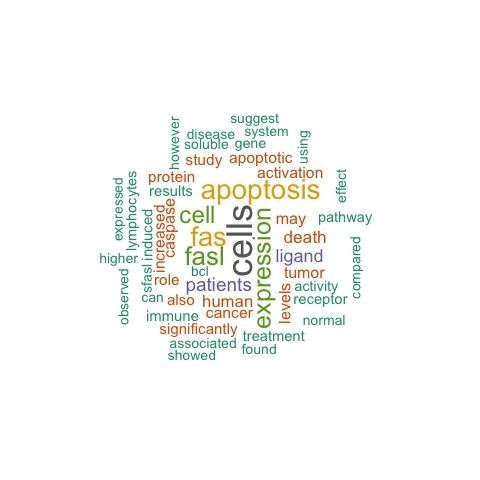 suggest
however
disease
system
soluble
gene
using
study
apoptotic
protein
activation
results
apoptosis
effect
expressed
lymphocytes
cell
cells
expression
may
pathway
induced
increased
caspase
fas
death
higher
fasl
ligand
compared
sfasl
bcl
tumor
role
patients
activity
observed
can
also
human
levels
receptor
immune
cancer
normal
significantly
treatment
associated
found
showed